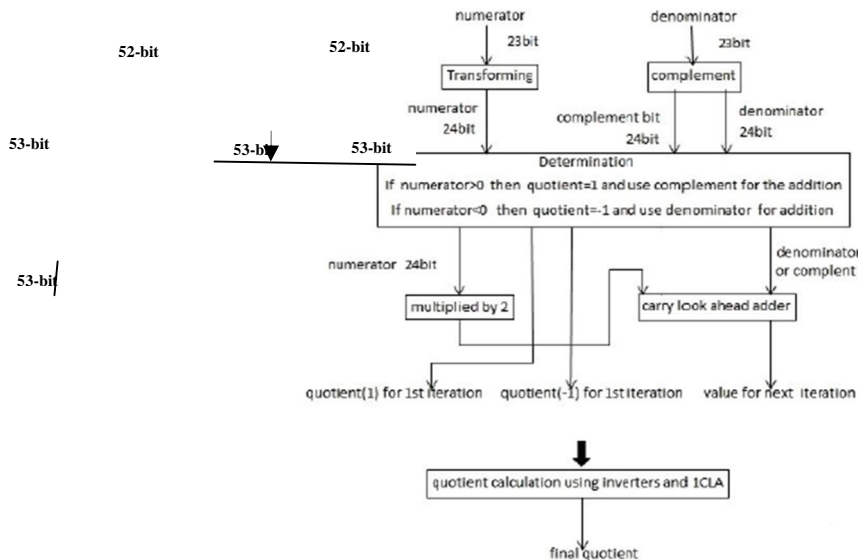 numerator
denominator
52-bit
52-bit
23bit
23bit
Transforming
complement
numerator
24bit
complement bit
24bit
denominator
24bit
53-bit
53-bit
53-bit
Determination
If numerator>0 then quotient=1 and use complement for the addition
If numerator<0 then quotient=-1 and use denominator for addition
numerator 24bit
denominator
or complent
53-bit
multiplied by 2
carry look ahead adder
quotient(1) for 1st iteration
quotient(-1) for 1st iteration
value for next iteration
quotient calculation using inverters and 1CLA
final quotient